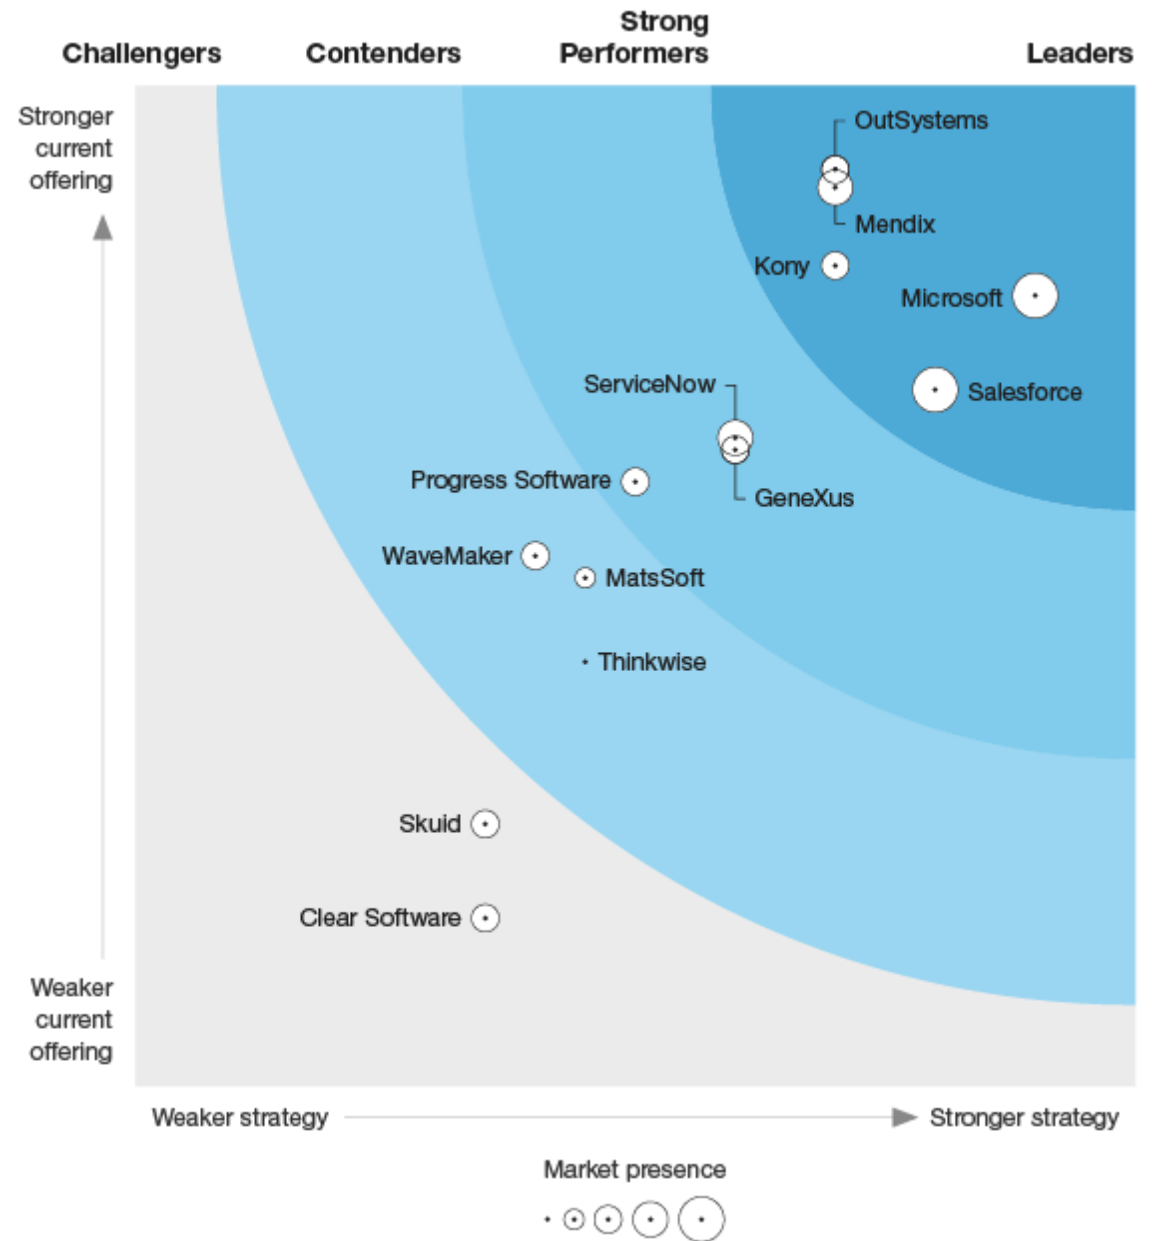 Challengers
Contenders
Strong
Performers
Leaders
Stronger
current
offering
OutSystems
Mendix
Kony
Microsoft
ServiceNow
Salesforce
Progress Software
GeneXus
WaveMaker
MatsSoft
Thinkwise
Skuid
Clear Software
Weaker
current
offering
Weaker strategy
Stronger strategy
Market presence